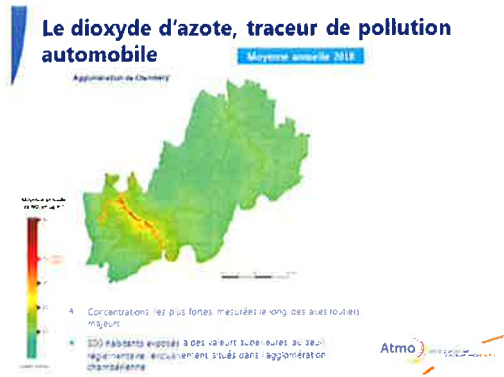 Le dioxyde d'azote, traceur de pollution
automobile
Moyenne annuelle 2018
Agglomération de Chambéry
Concentrations les plus fortes mesurées le long des axes routiers
majeurs
300 habitants exposés à des valeurs supérieures au seuil
réglementaire, exclusivement situés dans l'agglomération
chambérienne
Atmo